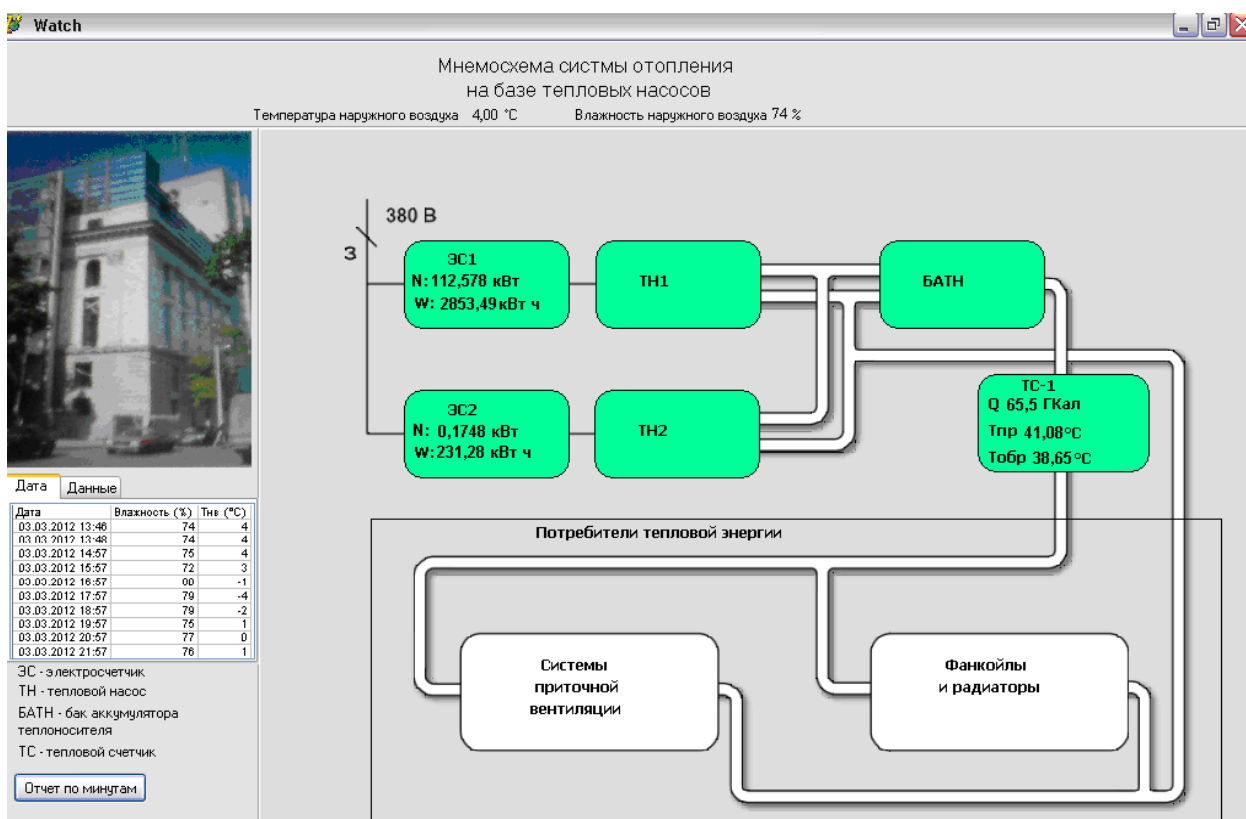 Watch
Мнемосхема систмы отопления
на базе тепловых насосов
Температура наружного воздуха 4,00 °C Влажность наружного воздуха 74 %
380 В
3
ЭС1
N: 112,578 кВт
W: 2853,49 кВт ч
ТН1
БАТН
ЭС2
N: 0,1748 кВт
W: 231,28 кВт ч
ТН2
ТС-1
Q 65,5 ГКал
Тпр 41,08°C
Тобр 38,65°C
Дата Данные
Дата Влажность (%) Тнв (°C)
03.03.2012 13:46 74 4
03.03.2012 13:48 74 4
03.03.2012 14:57 75 4
03.03.2012 15:57 72 3
03.03.2012 16:57 -1
03.03.2012 17:57 79 -4
03.03.2012 18:57 79 -2
03.03.2012 19:57 75 1
03.03.2012 20:57 77 0
03.03.2012 21:57 76 1
ЭС - электросчетчик
ТН - тепловой насос
БАТН - бак аккумулятора
теплоносителя
ТС - тепловой счетчик
Отчет по минутам
Потребители тепловой энергии
Системы
приточной
вентиляции
Фанкойлы
и радиаторы